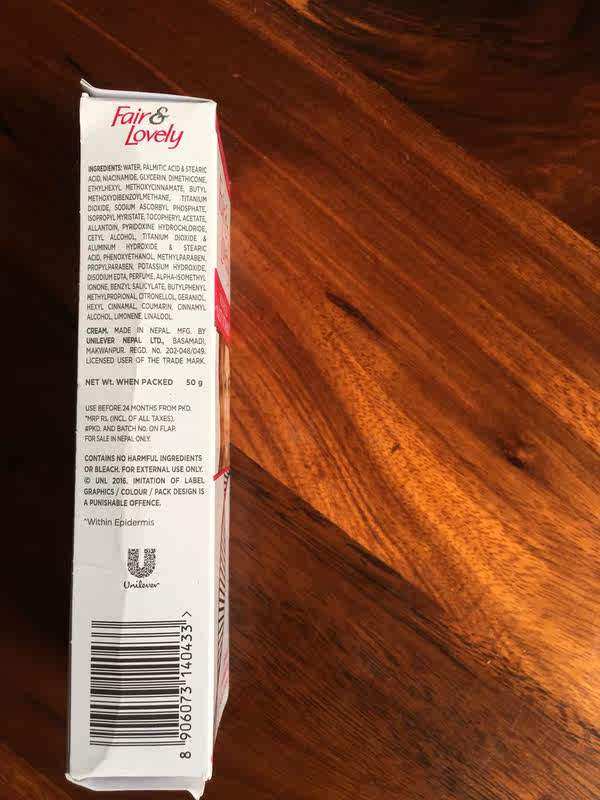 Fair &
Lovely
INGREDIENTS: WATER, PALMITIC ACID & STEARIC
ACID, NIACINAMIDE, GLYCERIN, DIMETHICONE,
ETHYLHEXYL METHOXYCINNAMATE, BUTYL
METHOXYDIBENZOYLMETHANE, TITANIUM
DIOXIDE, SODIUM ASCORBYL PHOSPHATE,
ISOPROPYL MYRISTATE, TOCOPHERYL ACETATE,
ALLANTOIN, PYRIDOXINE HYDROCHLORIDE,
CETYL ALCOHOL, TITANIUM DIOXIDE &
ALUMINUM HYDROXIDE & STEARIC
ACID, PHENOXYETHANOL, METHYLPARABEN,
PROPYLPARABEN, POTASSIUM HYDROXIDE,
DISODIUM EDTA, PERFUME, ALPHA-ISOMETHYL
IONONE, BENZYL SALICYLATE, BUTYLPHENYL
METHYLPROPIONAL, CITRONELLOL, GERANIOL,
HEXYL CINNAMAL, COUMARIN, CINNAMYL
ALCOHOL, LIMONENE, LINALOOL.
CREAM. MADE IN NEPAL. MFG. BY
UNILEVER NEPAL LTD., BASAMADI,
MAKWANPUR. REGD. No. 202-048/049.
LICENSED USER OF THE TRADE MARK.
NET Wt. WHEN PACKED 50 g
USE BEFORE 24 MONTHS FROM PKD.
*MRP RS. (INCL. OF ALL TAXES),
#PKD. AND BATCH No. ON FLAP.
FOR SALE IN NEPAL ONLY.
CONTAINS NO HARMFUL INGREDIENTS
OR BLEACH. FOR EXTERNAL USE ONLY.
© UNL 2016. IMITATION OF LABEL
GRAPHICS / COLOUR / PACK DESIGN IS
A PUNISHABLE OFFENCE.
^Within Epidermis
Unilever
8 906073 140433 >